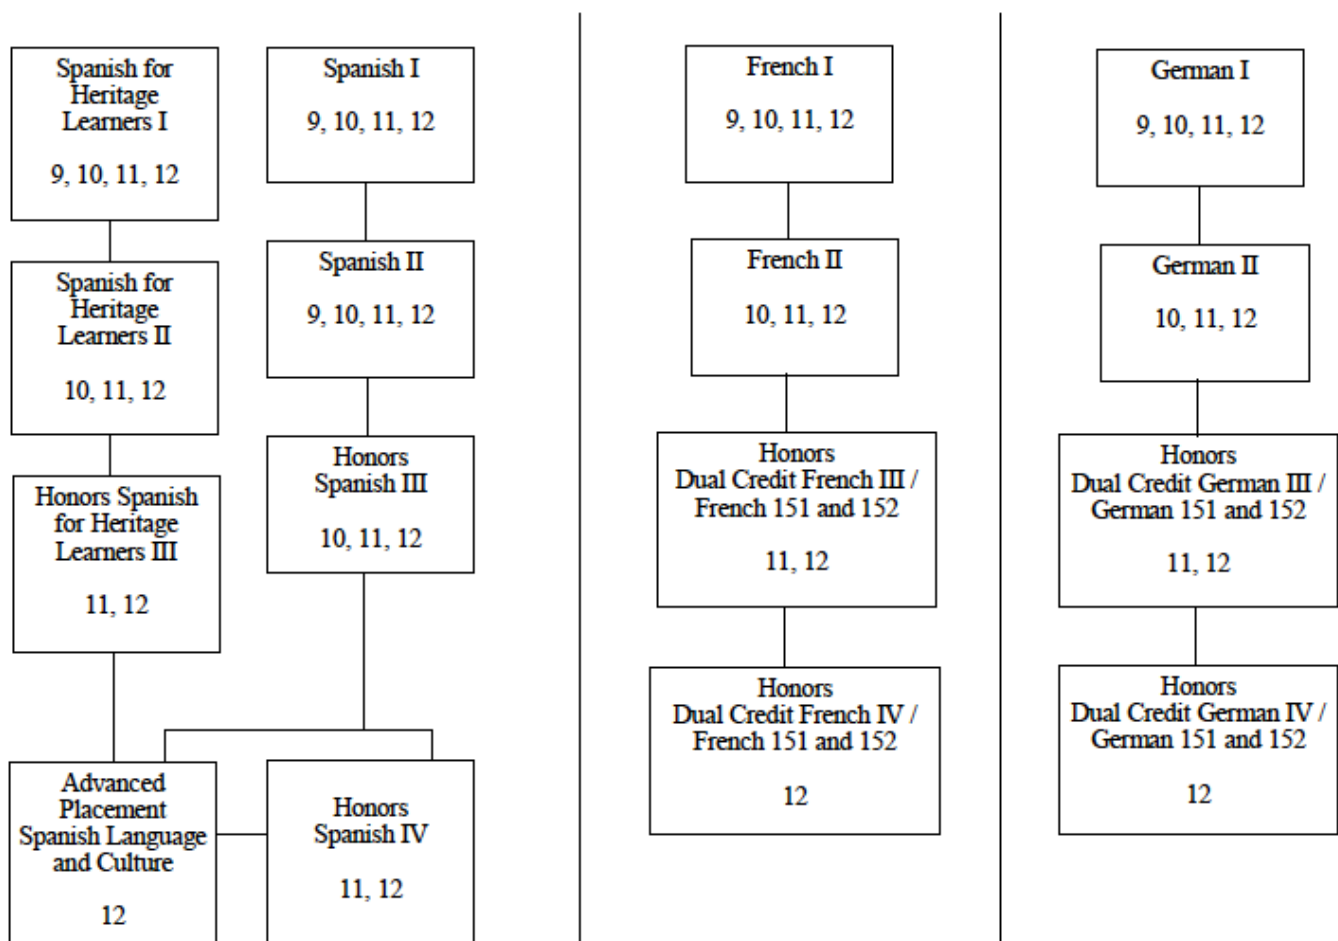 Spanish for
Heritage
Learners I
9, 10, 11, 12
Spanish for
Heritage
Learners II
10, 11, 12
Honors Spanish
for Heritage
Learners III
11, 12
Advanced
Placement
Spanish Language
and Culture
12
Spanish I
9, 10, 11, 12
Spanish II
9, 10, 11, 12
Honors
Spanish III
10, 11, 12
Honors
Spanish IV
11, 12
French I
9, 10, 11, 12
French II
10, 11, 12
Honors
Dual Credit French III /
French 151 and 152
11, 12
Honors
Dual Credit French IV /
French 151 and 152
12
German I
9, 10, 11, 12
German II
10, 11, 12
Honors
Dual Credit German III /
German 151 and 152
11, 12
Honors
Dual Credit German IV /
German 151 and 152
12